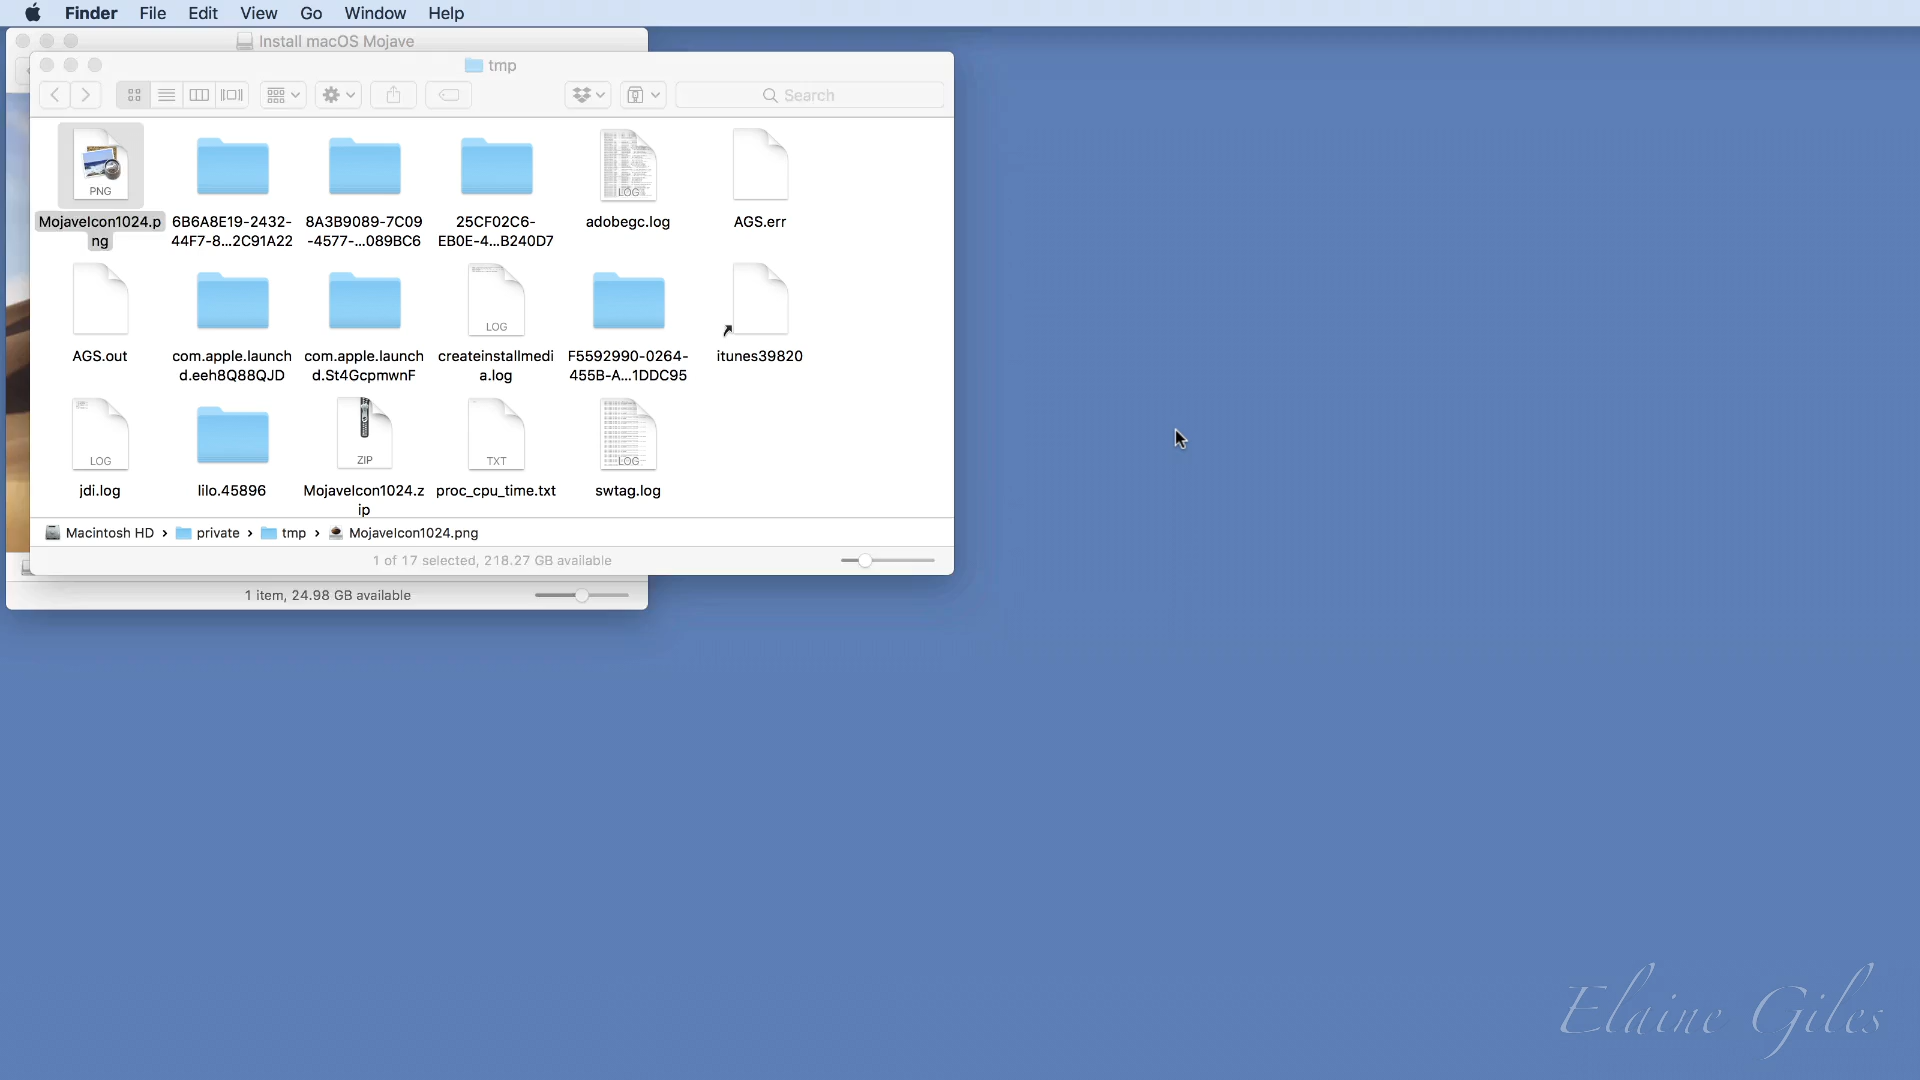 Finder File Edit View Go Window Help
Install macOS Mojave
tmp
Search
PNG
LOG
MojaveIcon1024.p
ng
6B6A8E19-2432-
44F7-8...2C91A22
8A3B9089-7C09
-4577-...089BC6
25CF02C6-
EB0E-4...B240D7
adobegc.log
AGS.err
LOG
AGS.out
com.apple.launch
d.eeh8Q88QJD
com.apple.launch
d.St4GcpmwnF
createinstallmedi
a.log
F5592990-0264-
455B-A...1DDC95
itunes39820
LOG
ZIP
TXT
LOG
jdi.log
lilo.45896
MojaveIcon1024.z
ip
proc_cpu_time.txt
swtag.log
Macintosh HD › private › tmp › MojaveIcon1024.png
1 of 17 selected, 218.27 GB available
1 item, 24.98 GB available
Elaine Giles